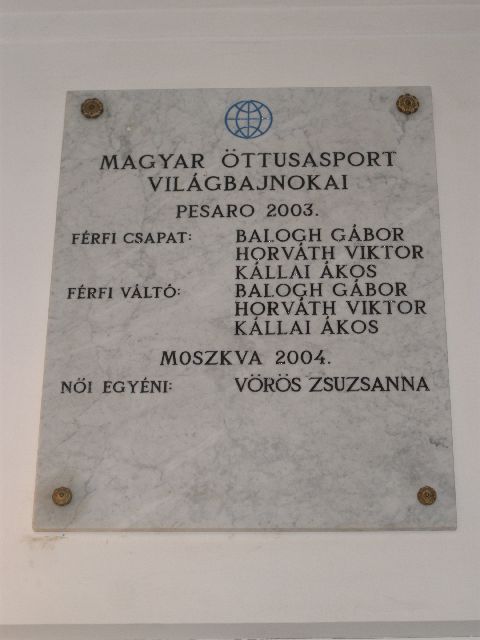 MAGYAR ÖTTUSASPORT
VILÁGBAJNOKAI
PESARO 2003.
FÉRFI CSAPAT: BALOGH GÁBOR
HORVÁTH VIKTOR
KÁLLAI ÁKOS
FÉRFI VÁLTÓ: BALOGH GÁBOR
HORVÁTH VIKTOR
KÁLLAI ÁKOS
MOSZKVA 2004.
NŐI EGYÉNI: VÖRÖS ZSUZSANNA